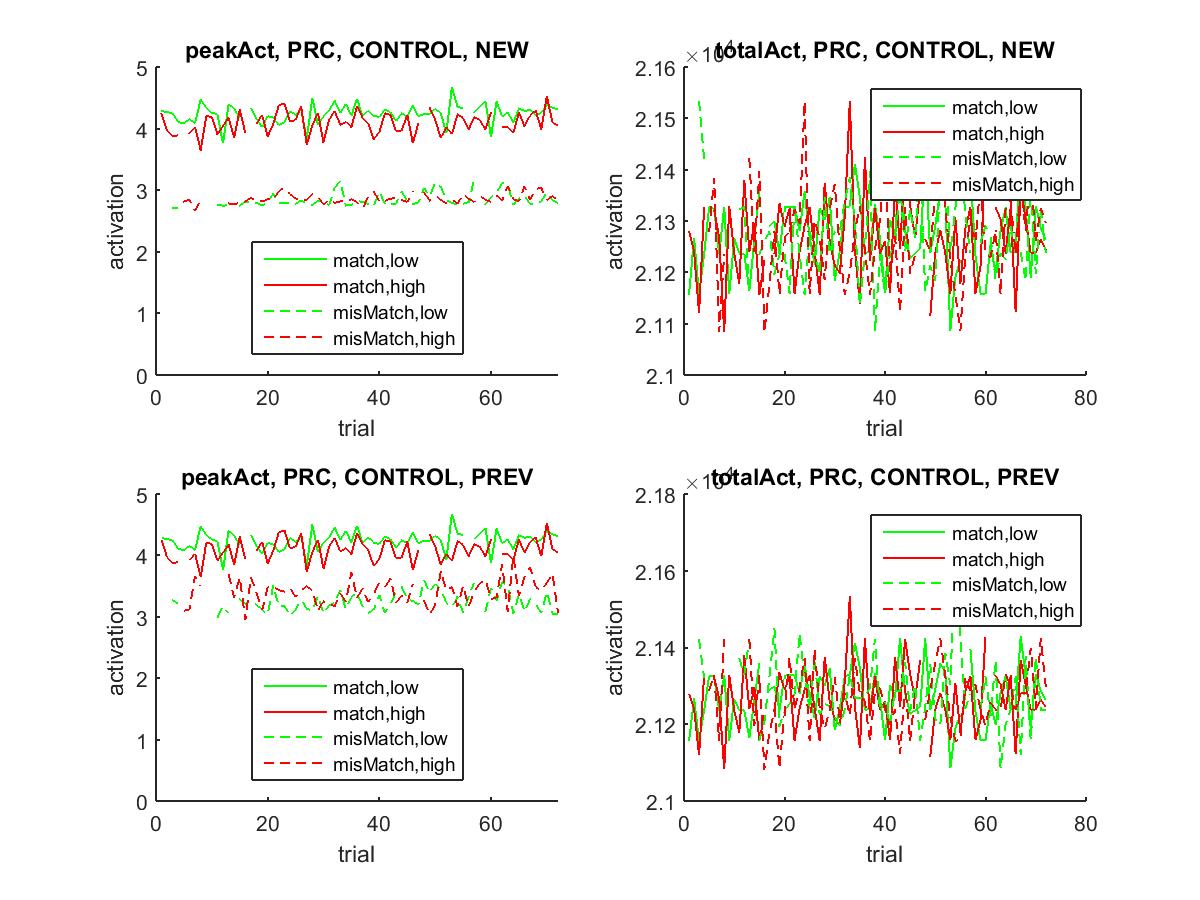 peakAct, PRC, CONTROL, NEW
5
4
3
2
1
0
activation
match,low
match,high
misMatch,low
misMatch,high
0 20 40 60
trial
×10⁴
totalAct, PRC, CONTROL, NEW
2.16
2.15
2.14
2.13
2.12
2.11
2.1
activation
match,low
match,high
misMatch,low
misMatch,high
0 20 40 60 80
trial
peakAct, PRC, CONTROL, PREV
5
4
3
2
1
0
activation
match,low
match,high
misMatch,low
misMatch,high
0 20 40 60
trial
×10⁴
totalAct, PRC, CONTROL, PREV
2.18
2.16
2.14
2.12
2.1
activation
match,low
match,high
misMatch,low
misMatch,high
0 20 40 60 80
trial